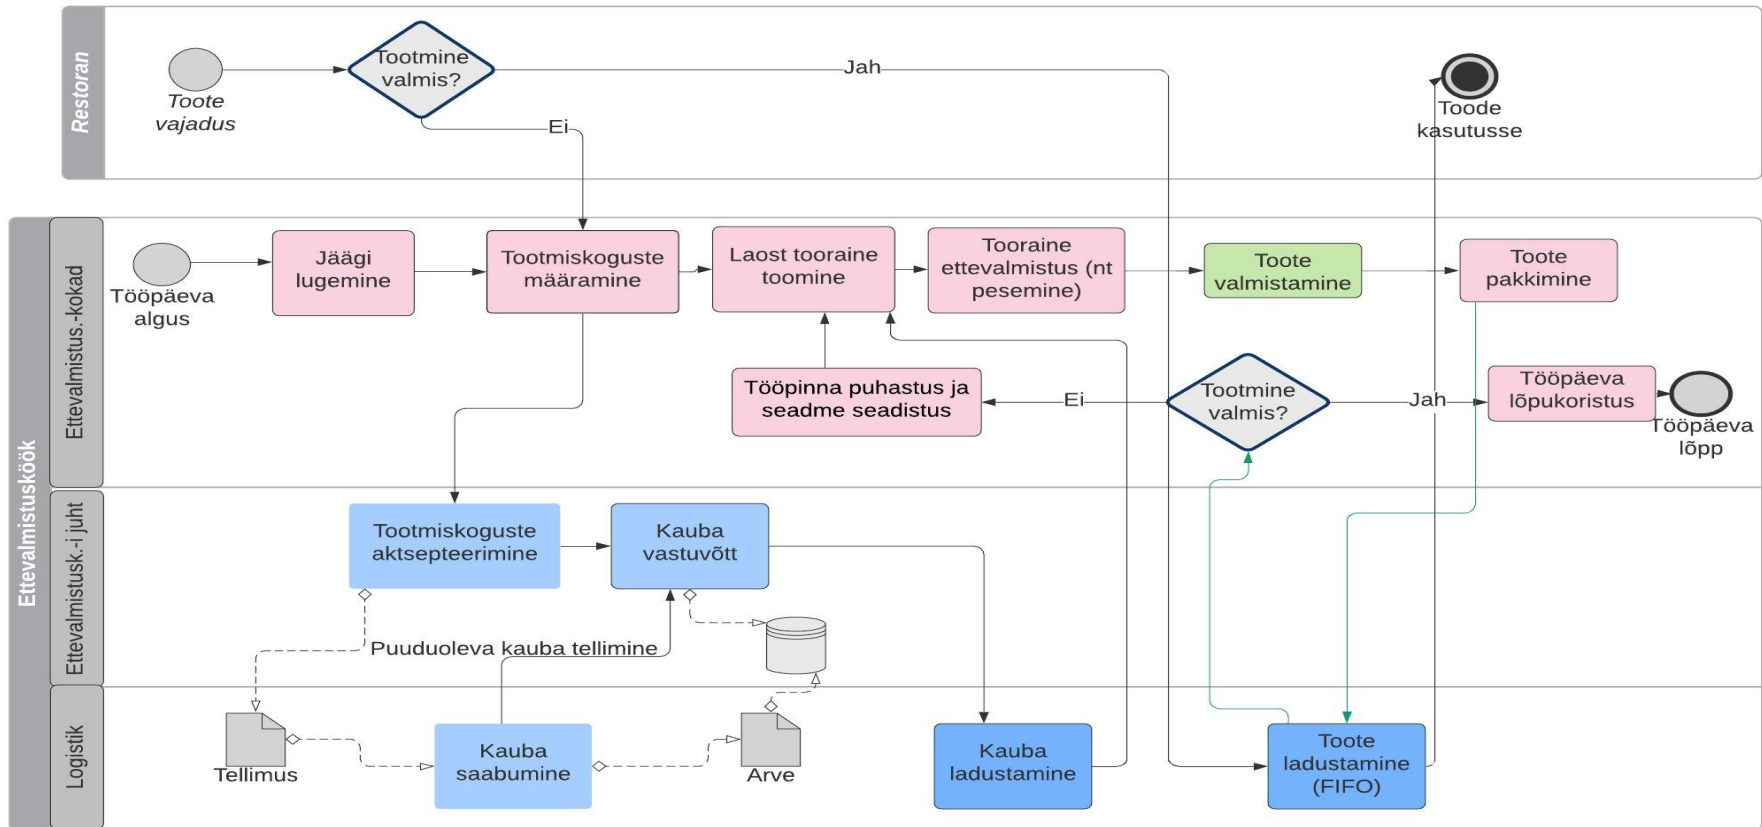 Restoran
Toote
vajadus
Tootmine
valmis?
Jah
Ei
Toode
kasutusse
Ettevalmistusköök
Ettevalmistus.-kokad
Tööpäeva
algus
Jäägi
lugemine
Tootmiskoguste
määramine
Laost tooraine
toomine
Tooraine
ettevalmistus (nt
pesemine)
Toote
valmistamine
Toote
pakkimine
Tööpinna puhastus ja
seadme seadistus
Ei
Tootmine
valmis?
Jah
Tööpäeva
lõpukoristus
Tööpäeva
lõpp
Ettevalmistusk.-i juht
Tootmiskoguste
aktsepteerimine
Kauba
vastuvõtt
Puuduoleva kauba tellimine
Logistik
Tellimus
Kauba
saabumine
Arve
Kauba
ladustamine
Toote
ladustamine
(FIFO)